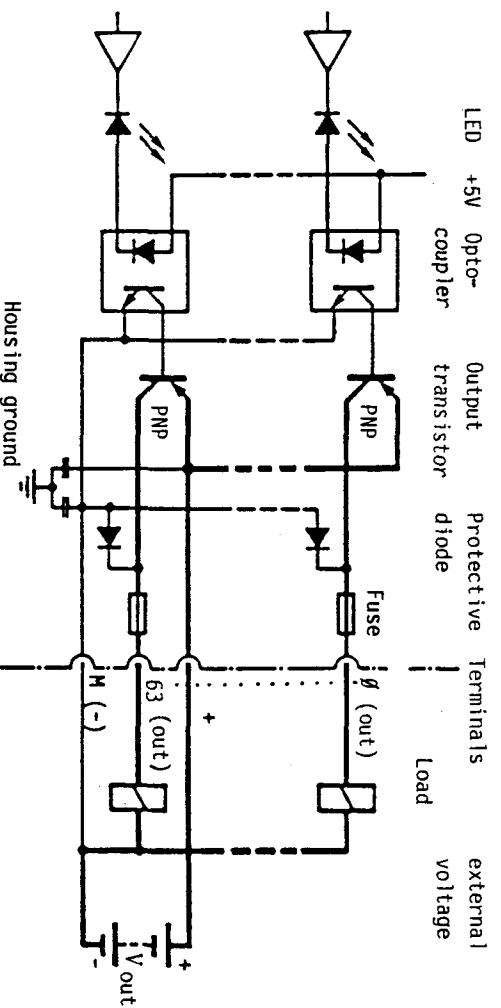 LED
+5V
Opto-
coupler
Output
transistor
Protective
diode
Terminals
external
voltage
PNP
PNP
Fuse
Load
Ø (out)
+
63 (out)
M (-)
Housing ground
+
V out
-